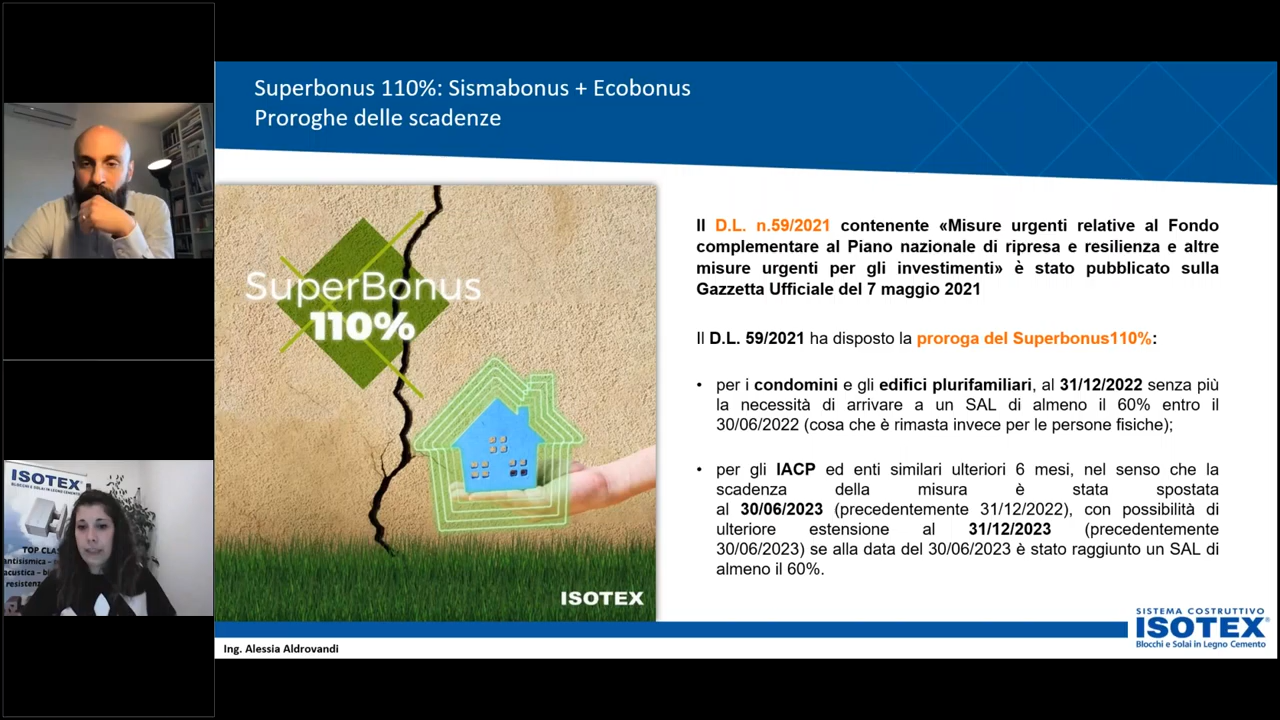 Superbonus 110%: Sismabonus + Ecobonus
Proroghe delle scadenze
SuperBonus
110%
ISOTEX
Il D.L. n.59/2021 contenente «Misure urgenti relative al Fondo
complementare al Piano nazionale di ripresa e resilienza e altre
misure urgenti per gli investimenti» è stato pubblicato sulla
Gazzetta Ufficiale del 7 maggio 2021
Il D.L. 59/2021 ha disposto la proroga del Superbonus110%:
• per i condomini e gli edifici plurifamiliari, al 31/12/2022 senza più
la necessità di arrivare a un SAL di almeno il 60% entro il
30/06/2022 (cosa che è rimasta invece per le persone fisiche);
• per gli IACP ed enti similari ulteriori 6 mesi, nel senso che la
scadenza della misura è stata spostata
al 30/06/2023 (precedentemente 31/12/2022), con possibilità di
ulteriore estensione al 31/12/2023 (precedentemente
30/06/2023) se alla data del 30/06/2023 è stato raggiunto un SAL di
almeno il 60%.
SISTEMA COSTRUTTIVO
ISOTEX®
Blocchi e Solai in Legno Cemento
Ing. Alessia Aldrovandi
ISOTEX
BLOCCHI E SOLAI IN LEGNO CEMENTO
TOP CLA
antisismica –
acustica – bi
resistent